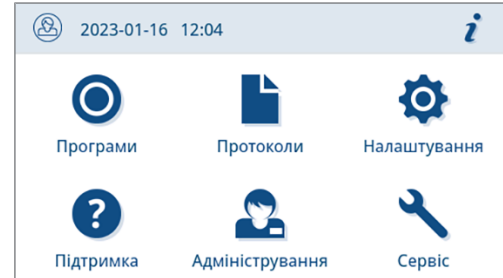 2023-01-16 12:04 i
Програми Протоколи Налаштування
?
Підтримка Адміністрування Сервіс